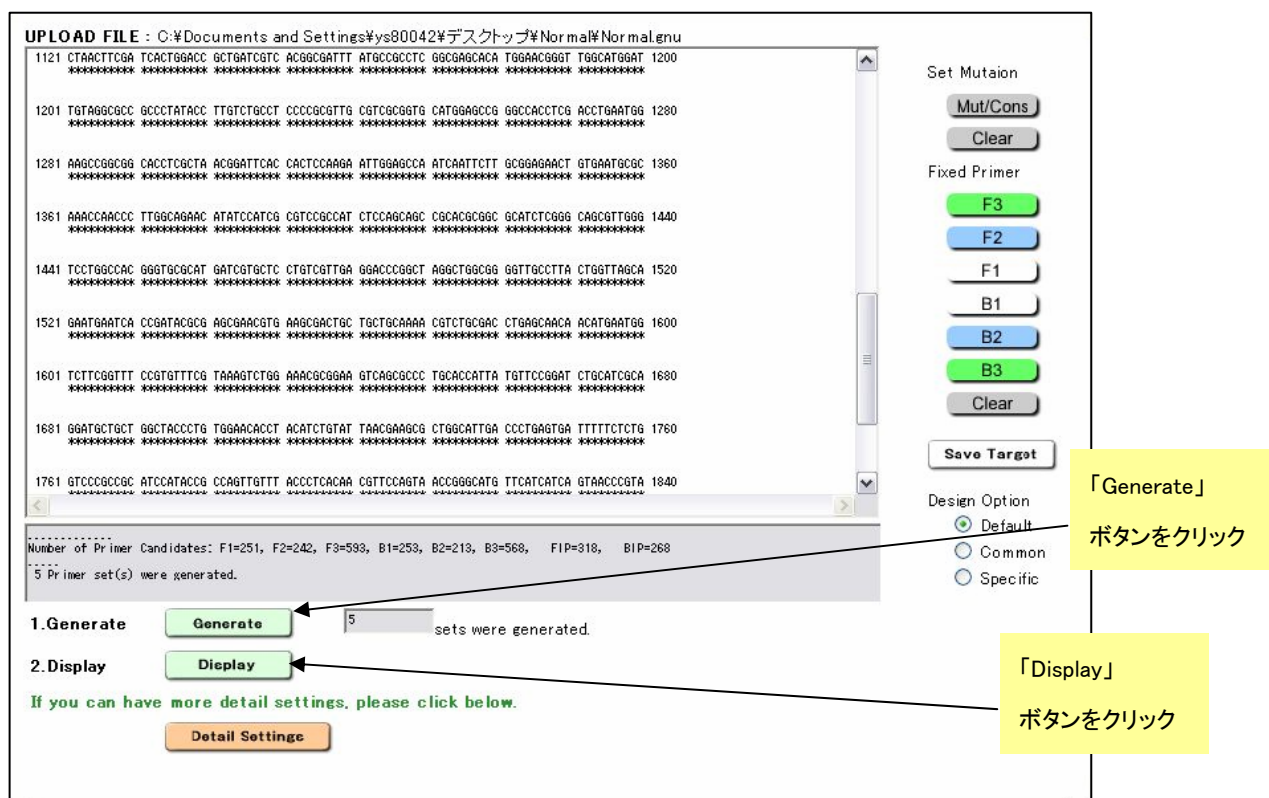 UPLOAD FILE : C:¥Documents and Settings¥ys80042¥デスクトップ¥Normal¥Normal.gnu
1121 CTAACTTCGA TCACTGGACC GCTGATCGTC ACGGCGATTT ATGCCGCCTC GGCGAGCACA TGGAACGGGT TGGCATGGAT 1200
********** ********** ********** ********** ********** ********** ********** **********
1201 TGTAGGCGCC GCCCTATACC TTGTCTGCCT CCCCGCGTTG CGTCGCGGTG CATGGAGCCG GGCCACCTCG ACCTGAATGG 1280
********** ********** ********** ********** ********** ********** ********** **********
1281 AAGCCGGCGG CACCTCGCTA ACGGATTCAC CACTCCAAGA ATTGGAGCCA ATCAATTCTT GCGGAGAACT GTGAATGCGC 1360
********** ********** ********** ********** ********** ********** ********** **********
1361 AAACCAACCC TTGGCAGAAC ATATCCATCG CGTCCGCCAT CTCCAGCAGC CGCACGCGGC GCATCTCGGG CAGCGTTGGG 1440
********** ********** ********** ********** ********** ********** ********** **********
1441 TCCTGGCCAC GGGTGCGCAT GATCGTGCTC CTGTCGTTGA GGACCCGGCT AGGCTGGCGG GGTTGCCTTA CTGGTTAGCA 1520
********** ********** ********** ********** ********** ********** ********** **********
1521 GAATGAATCA CCGATACGCG AGCGAACGTG AAGCGACTGC TGCTGCAAAA CGTCTGCGAC CTGAGCAACA ACATGAATGG 1600
********** ********** ********** ********** ********** ********** ********** **********
1601 TCTTCGGTTT CCGTGTTTCG TAAAGTCTGG AAACGCGGAA GTCAGCGCCC TGCACCATTA TGTTCCGGAT CTGCATCGCA 1680
********** ********** ********** ********** ********** ********** ********** **********
1681 GGATGCTGCT GGCTACCCTG TGGAACACCT ACATCTGTAT TAACGAAGCG CTGGCATTGA CCCTGAGTGA TTTTTCTCTG 1760
********** ********** ********** ********** ********** ********** ********** **********
1761 GTCCCGCCGC ATCCATACCG CCAGTTGTTT ACCCTCACAA CGTTCCAGTA ACCGGGCATG TTCATCATCA GTAACCCGTA 1840
********** ********** ********** ********** ********** ********** ********** **********
Set Mutaion
Mut/Cons
Clear
Fixed Primer
F3
F2
F1
B1
B2
B3
Clear
Save Target
Design Option
Default
Common
Specific
「Generate」
ボタンをクリック
.............
Number of Primer Candidates: F1=251, F2=242, F3=593, B1=253, B2=213, B3=568, FIP=318, BIP=268
.....
5 Primer set(s) were generated.
1.Generate Generate 5 sets were generated.
2.Display Display
「Display」
ボタンをクリック
If you can have more detail settings, please click below.
Detail Settings